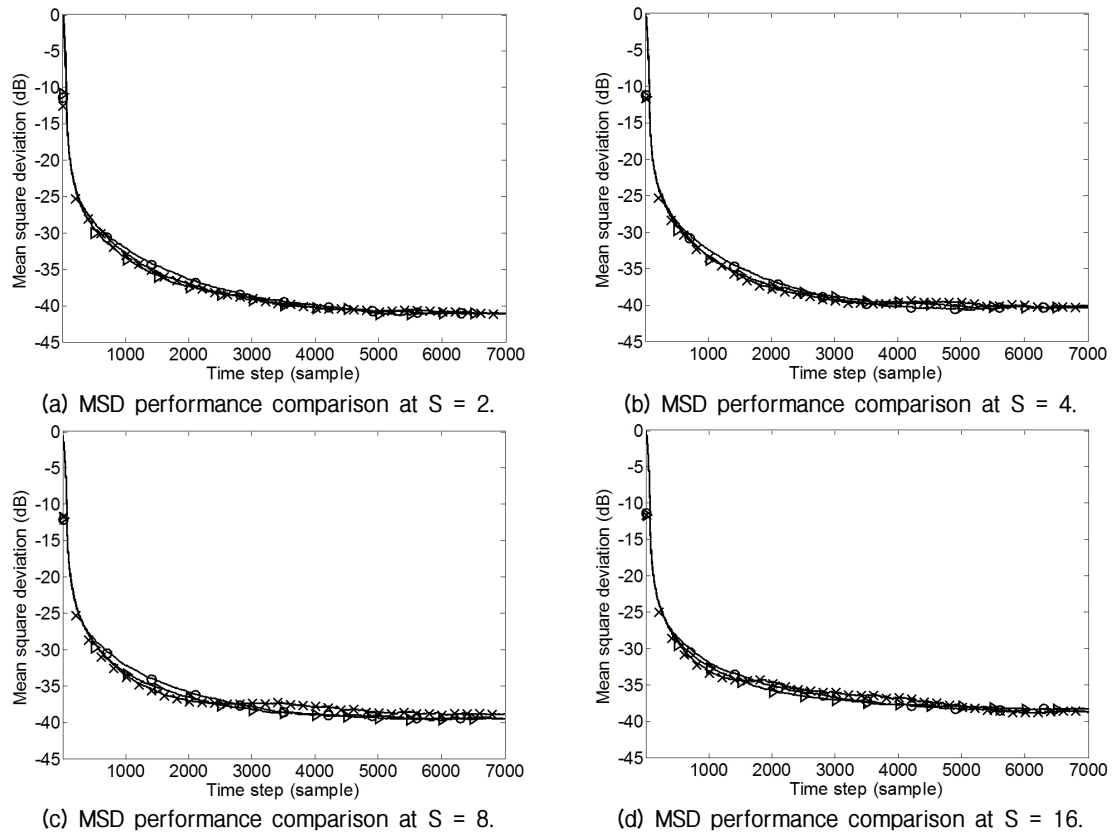 0
-5
-10
-15
-20
-25
-30
-35
-40
-45
Mean square deviation (dB)
1000 2000 3000 4000 5000 6000 7000
Time step (sample)
(a) MSD performance comparison at S = 2.
0
-5
-10
-15
-20
-25
-30
-35
-40
-45
Mean square deviation (dB)
1000 2000 3000 4000 5000 6000 7000
Time step (sample)
(b) MSD performance comparison at S = 4.
0
-5
-10
-15
-20
-25
-30
-35
-40
-45
Mean square deviation (dB)
1000 2000 3000 4000 5000 6000 7000
Time step (sample)
(c) MSD performance comparison at S = 8.
0
-5
-10
-15
-20
-25
-30
-35
-40
-45
Mean square deviation (dB)
1000 2000 3000 4000 5000 6000 7000
Time step (sample)
(d) MSD performance comparison at S = 16.